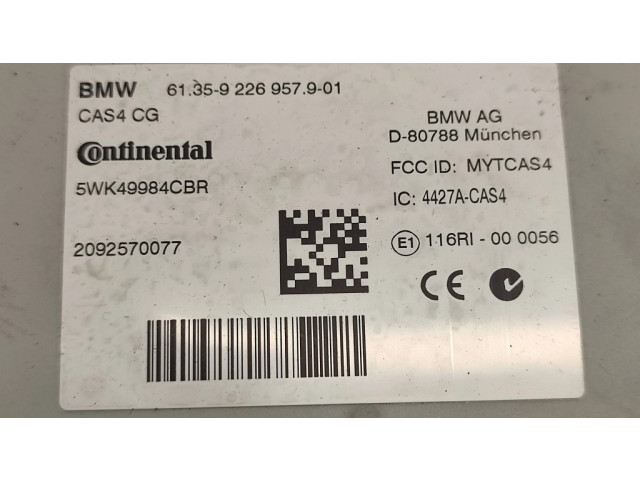 BMW 61.35-9 226 957.9-01
CAS4 CG
Continental
5WK49984CBR
2092570077
BMW AG
D-80788 München
FCC ID: MYTCAS4
IC: 4427A-CAS4
E1 116RI - 00 0056
CE